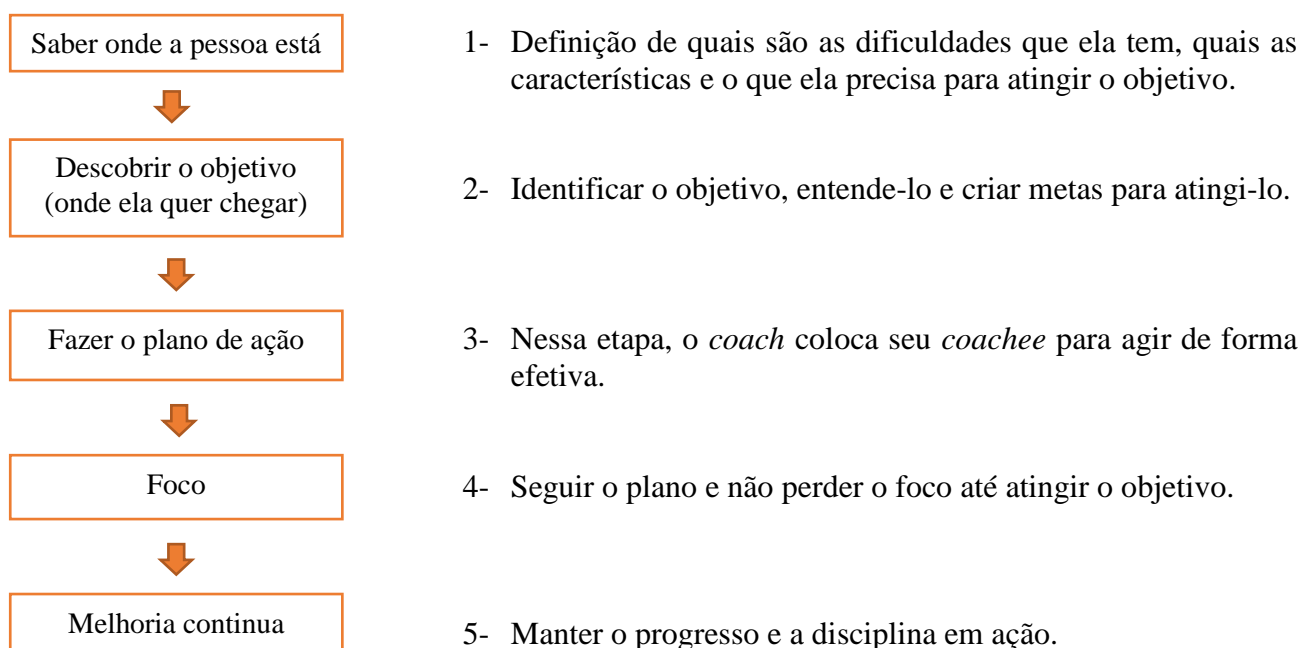 Saber onde a pessoa está
1- Definição de quais são as dificuldades que ela tem, quais as
características e o que ela precisa para atingir o objetivo.
Descobrir o objetivo
(onde ela quer chegar)
2- Identificar o objetivo, entende-lo e criar metas para atingi-lo.
Fazer o plano de ação
3- Nessa etapa, o coach coloca seu coachee para agir de forma
efetiva.
Foco
4- Seguir o plano e não perder o foco até atingir o objetivo.
Melhoria continua
5- Manter o progresso e a disciplina em ação.